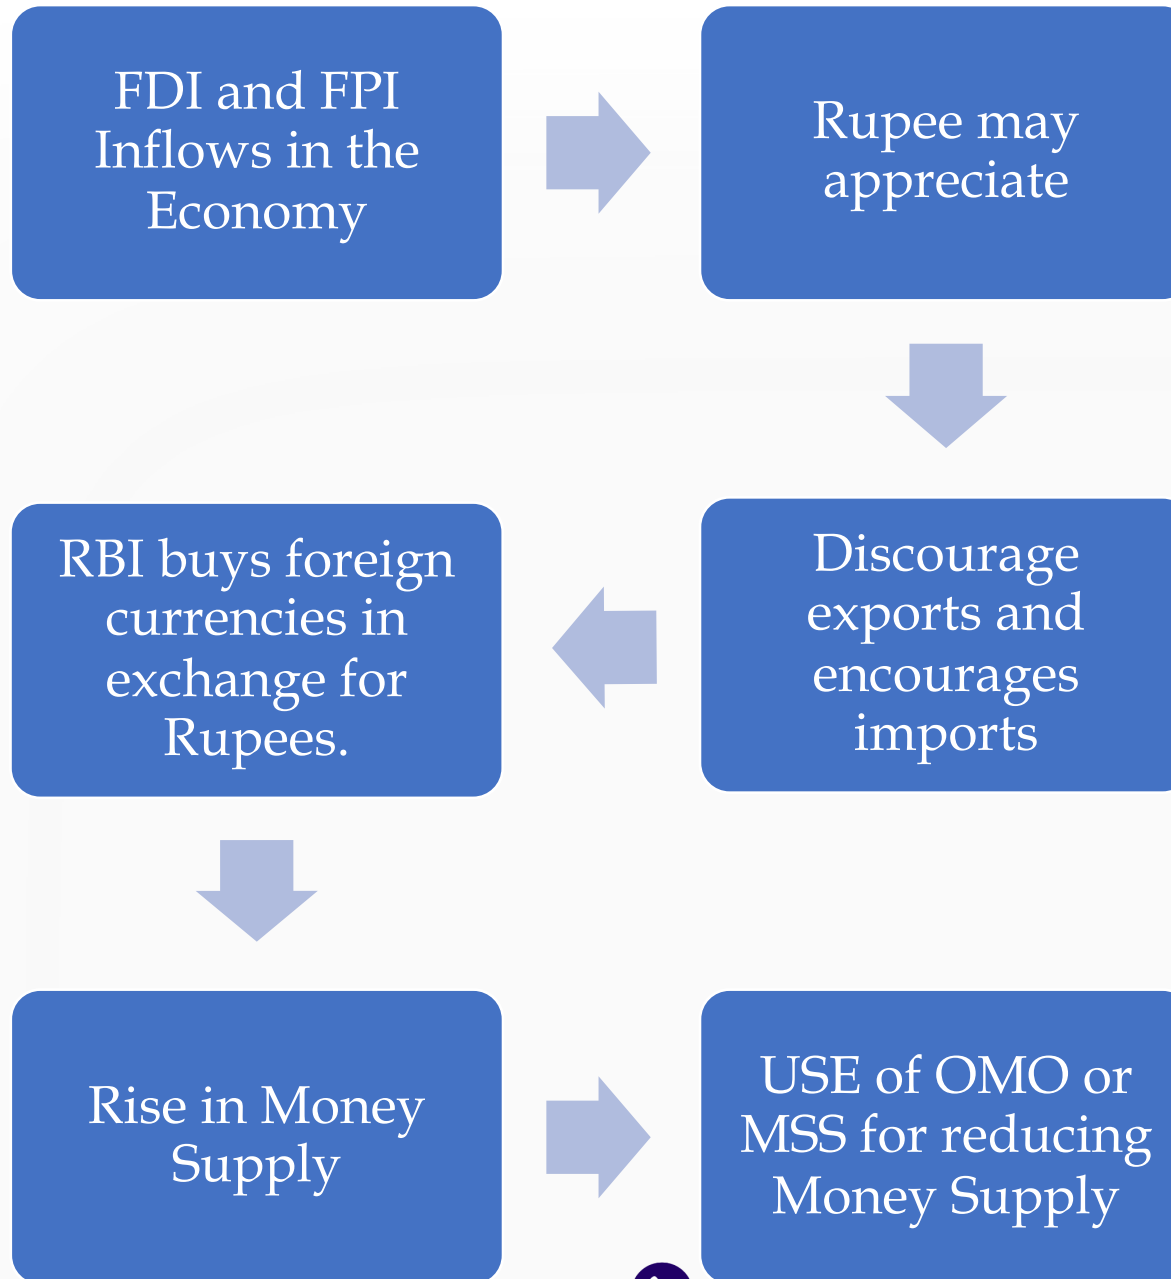 FDI and FPI
Inflows in the
Economy
Rupee may
appreciate
Discourage
exports and
encourages
imports
RBI buys foreign
currencies in
exchange for
Rupees.
Rise in Money
Supply
USE of OMO or
MSS for reducing
Money Supply